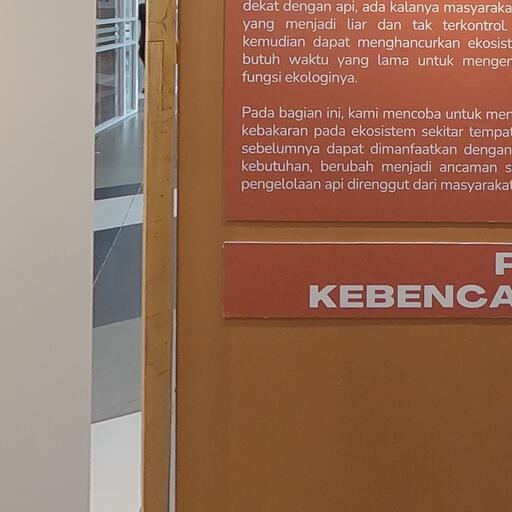 dekat dengan api, ada kalanya masyaraka
yang menjadi liar dan tak terkontrol.
kemudian dapat menghancurkan ekosist
butuh waktu yang lama untuk menge
fungsi ekologinya.
Pada bagian ini, kami mencoba untuk men
kebakaran pada ekosistem sekitar tempat
sebelumnya dapat dimanfaatkan dengan
kebutuhan, berubah menjadi ancaman s
pengelolaan api direnggut dari masyarakat
KEBENCA